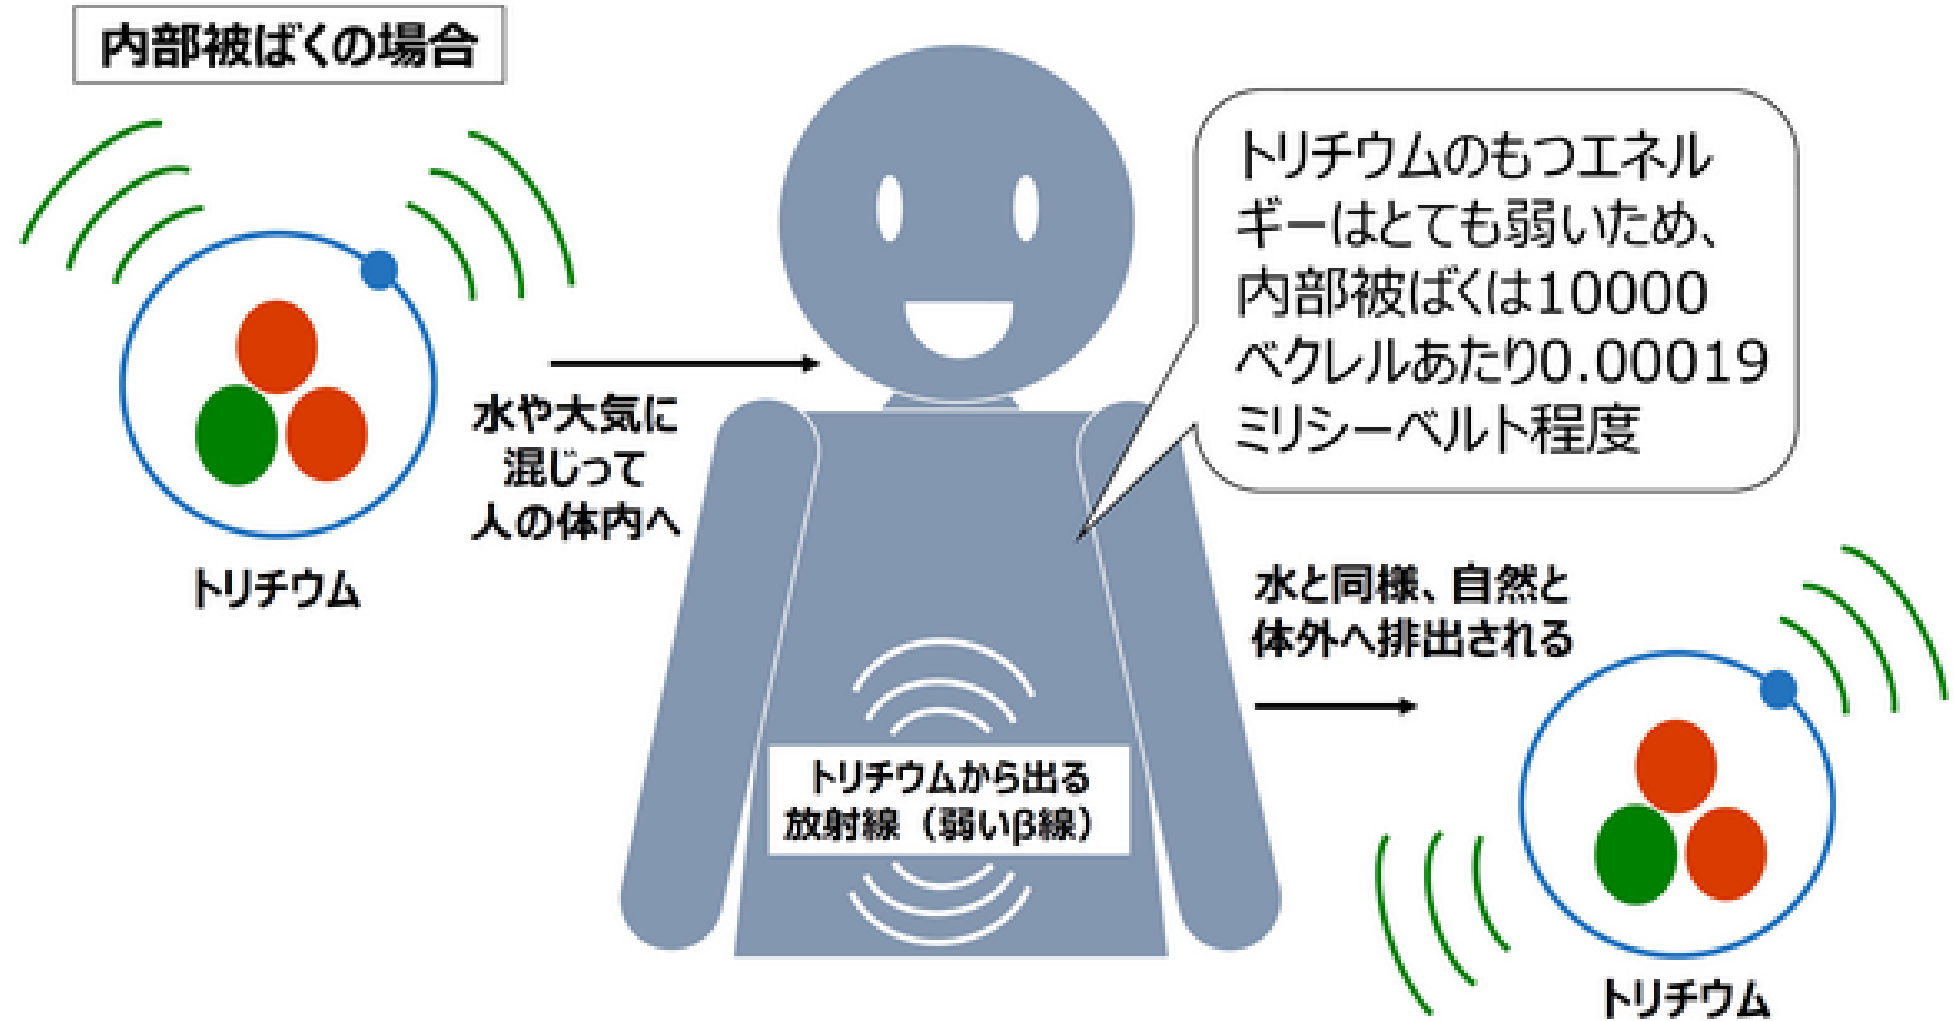 内部被ばくの場合
トリチウムのもつエネル
ギーはとても弱いため、
内部被ばくは10000
ベクレルあたり0.00019
ミリシーベルト程度
水や大気に
混じって
人の体内へ
トリチウム
水と同様、自然と
体外へ排出される
トリチウムから出る
放射線（弱いβ線）
トリチウム